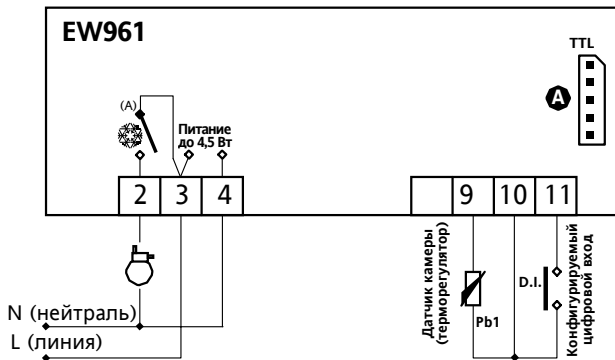 EW961
TTL
A
(A)
Питание
до 4,5 Вт
2 3 4 9 10 11
Датчик камеры
(терморегулятор)
Pb1
D.I.
Конфигурируемый
цифровой вход
N (нейтраль)
L (линия)